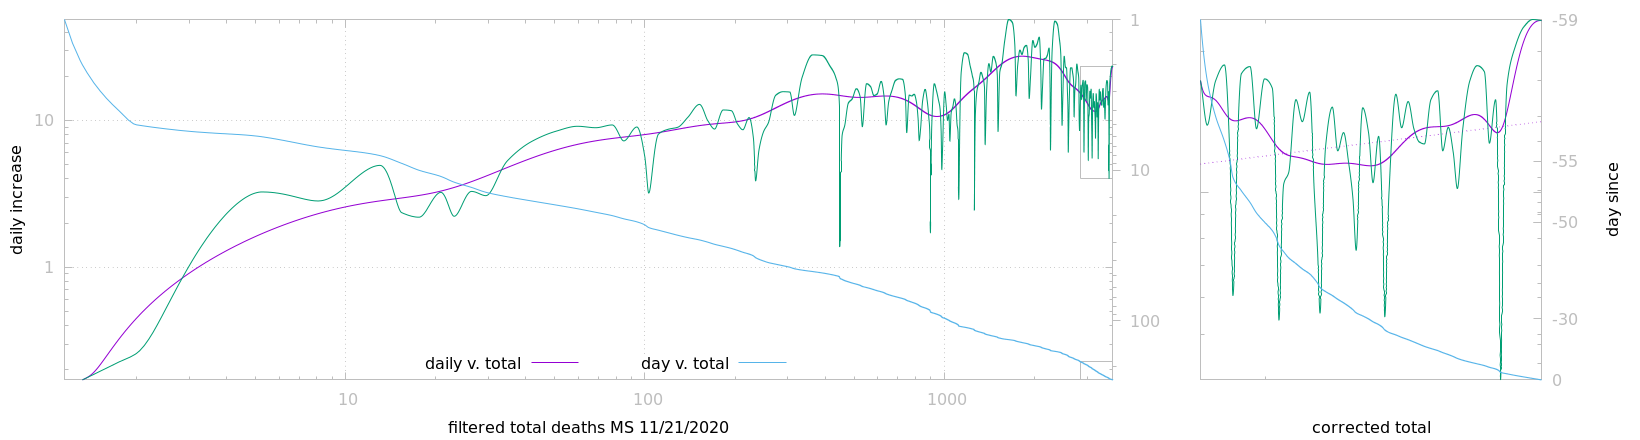 daily increase
10
1
daily v. total
day v. total
10
100
1000
filtered total deaths MS 11/21/2020
1
10
100
-59
-55
-50
-30
0
day since
corrected total